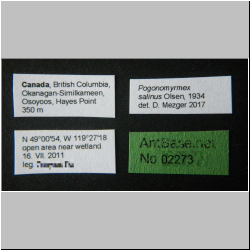 Canada, British Columbia,
Okanagan-Similkameen,
Osoyoos, Hayes Point
350 m
Pogonomyrmex
salinus Olsen, 1934
det. D. Mezger 2017
N 49°00'54, W 119°27'18
open area near wetland
16. VII. 2011
leg.
AntBase.net
No 02273